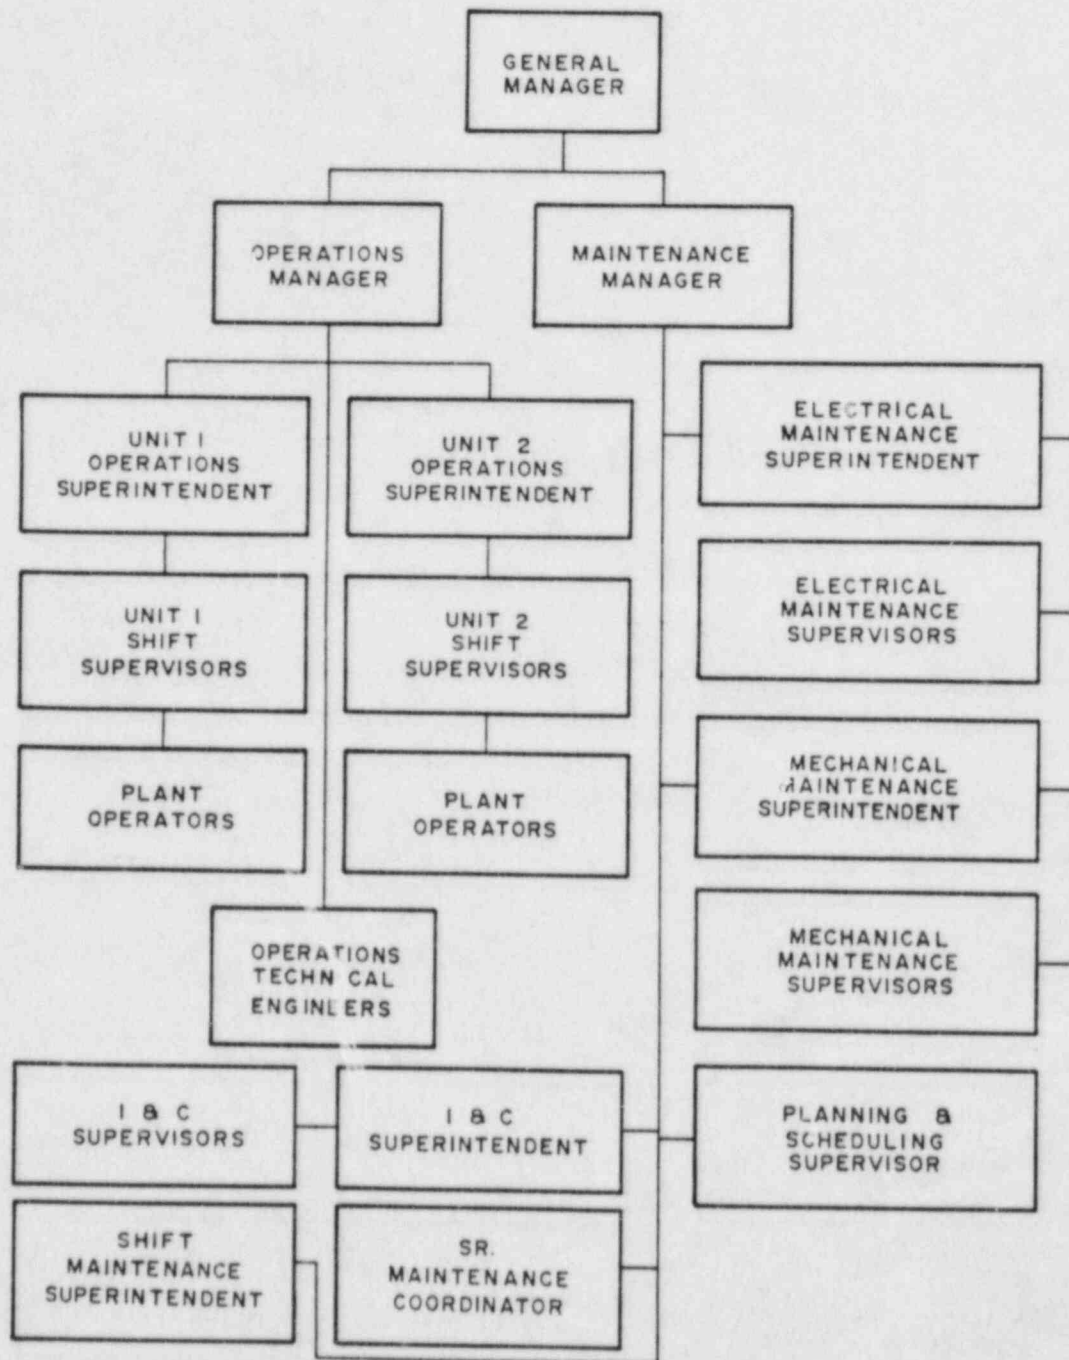 GENERAL
MANAGER
OPERATIONS
MANAGER
MAINTENANCE
MANAGER
UNIT 1
OPERATIONS
SUPERINTENDENT
UNIT 2
OPERATIONS
SUPERINTENDENT
ELECTRICAL
MAINTENANCE
SUPERINTENDENT
UNIT 1
SHIFT
SUPERVISORS
UNIT 2
SHIFT
SUPERVISORS
ELECTRICAL
MAINTENANCE
SUPERVISORS
PLANT
OPERATORS
PLANT
OPERATORS
MECHANICAL
MAINTENANCE
SUPERINTENDENT
OPERATIONS
TECHNICAL
ENGINEERS
MECHANICAL
MAINTENANCE
SUPERVISORS
I & C
SUPERVISORS
I & C
SUPERINTENDENT
PLANNING &
SCHEDULING
SUPERVISOR
SHIFT
MAINTENANCE
SUPERINTENDENT
SR.
MAINTENANCE
COORDINATOR